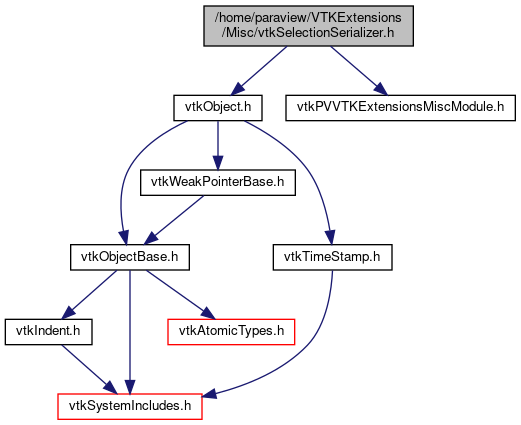 /home/paraview/VTKExtensions
/Misc/vtkSelectionSerializer.h
vtkObject.h
vtkPVVTKExtensionsMiscModule.h
vtkWeakPointerBase.h
vtkObjectBase.h
vtkTimeStamp.h
vtkIndent.h
vtkAtomicTypes.h
vtkSystemIncludes.h